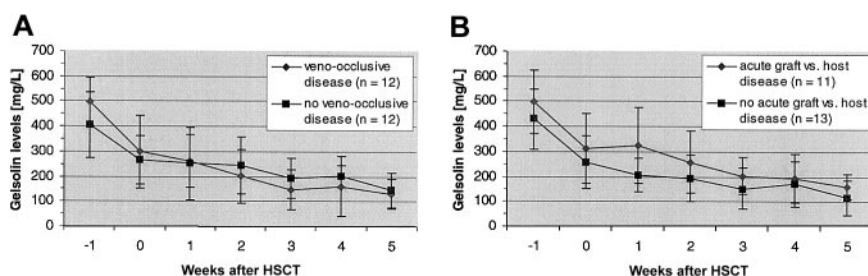 A
Gelsolin levels [mg/L]
700
600
500
400
300
200
100
0
veno-occlusive
disease (n = 12)
no veno-occlusive
disease (n = 12)
-1 0 1 2 3 4 5
Weeks after HSCT
B
Gelsolin levels [mg/L]
700
600
500
400
300
200
100
0
acute graft vs. host
disease (n = 11)
no acute graft vs. host
disease (n =13)
-1 0 1 2 3 4 5
Weeks after HSCT